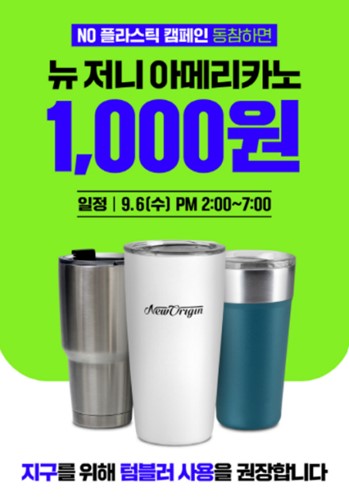 NO 플라스틱 캠페인 동참하면
뉴 저니 아메리카노
1,000원
일정 | 9.6(수) PM 2:00~7:00
NewOrigin
지구를 위해 텀블러 사용을 권장합니다